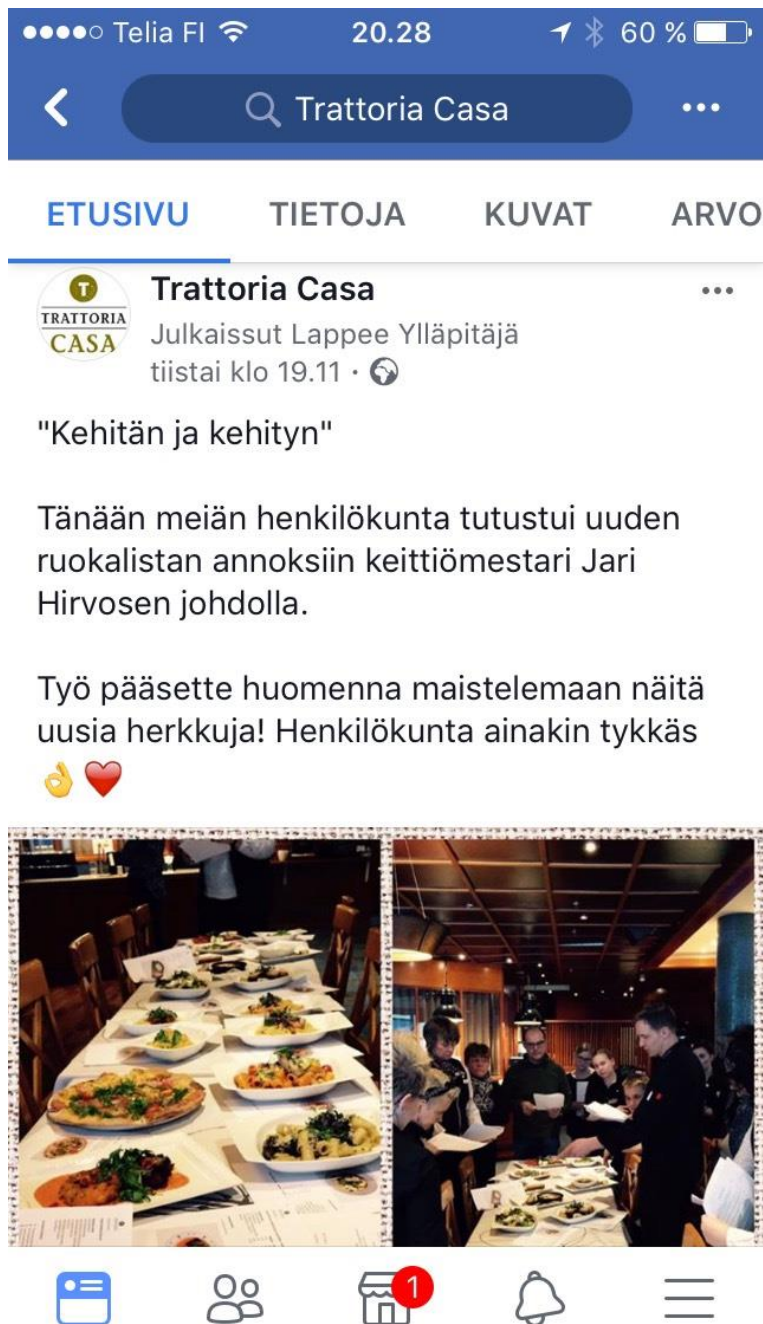 Telia FI 20.28 60 %
Trattoria Casa
ETUSIVU TIETOJA KUVAT ARVO
T
TRATTORIA
CASA
Trattoria Casa
Julkaissut Lappee Ylläpitäjä
tiistai klo 19.11
"Kehitän ja kehityn"
Tänään meiän henkilökunta tutustui uuden
ruokalistan annoksiin keittiömestari Jari
Hirvosen johdolla.
Työ pääsette huomenna maistelemaan näitä
uusia herkkuja! Henkilökunta ainakin tykkäs
1